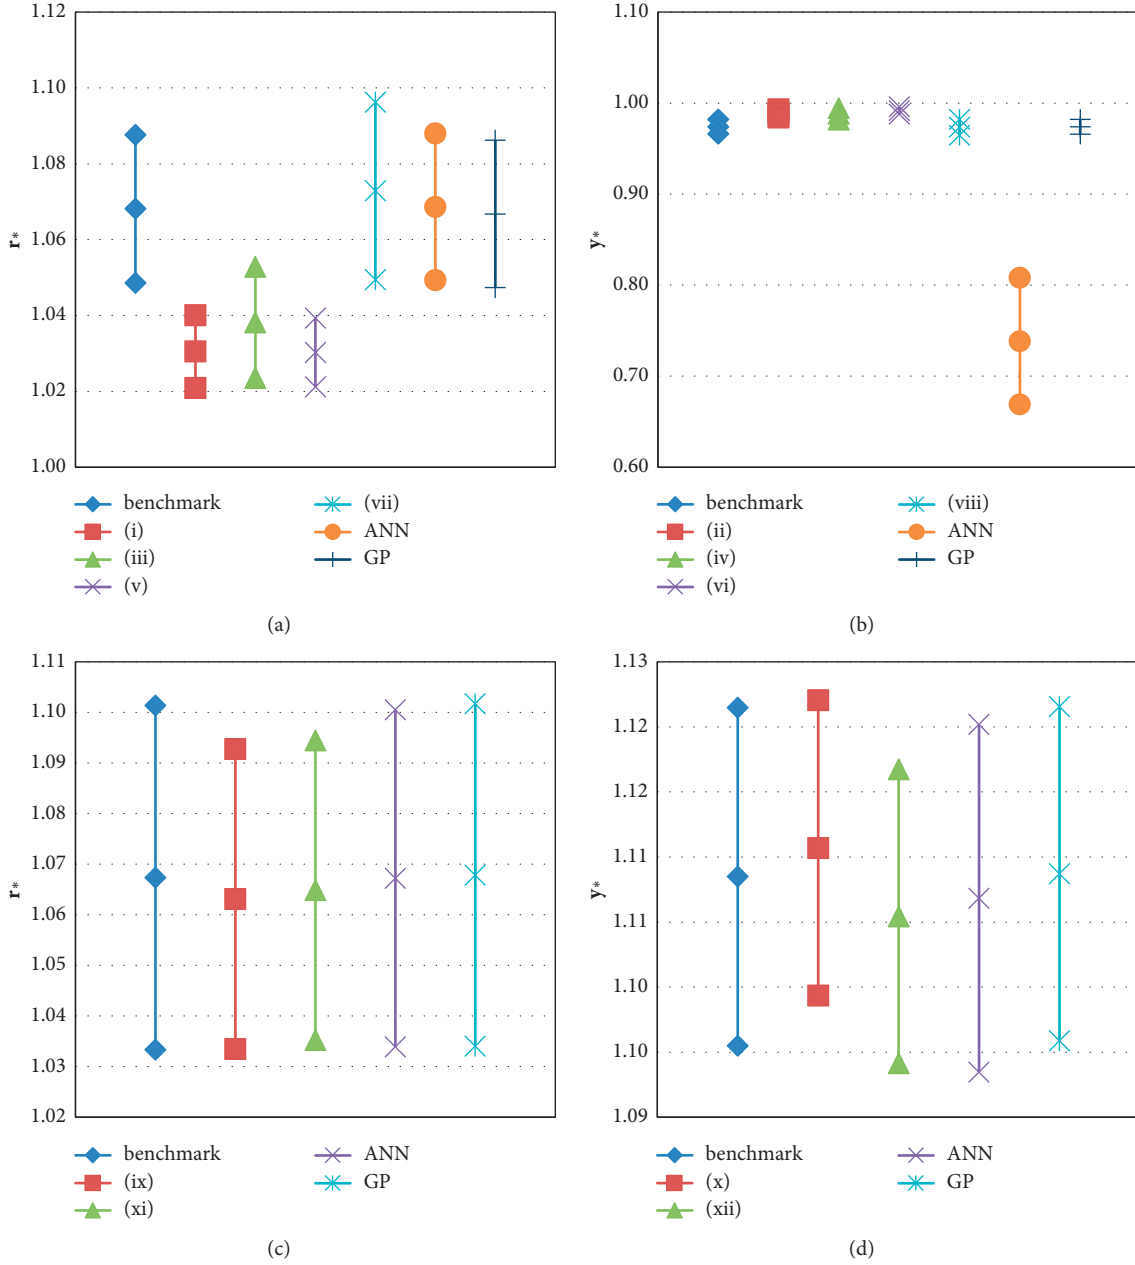 1.12
1.10
1.08
1.06
1.04
1.02
1.00
r*
benchmark
(i)
(iii)
(v)
(vii)
ANN
GP
(a)
1.10
1.00
0.90
0.80
0.70
0.60
y*
benchmark
(ii)
(iv)
(vi)
(viii)
ANN
GP
(b)
1.11
1.10
1.09
1.08
1.07
1.06
1.05
1.04
1.03
1.02
r*
benchmark
(ix)
(xi)
ANN
GP
(c)
1.13
1.12
1.12
1.11
1.11
1.10
1.10
1.09
y*
benchmark
(x)
(xii)
ANN
GP
(d)